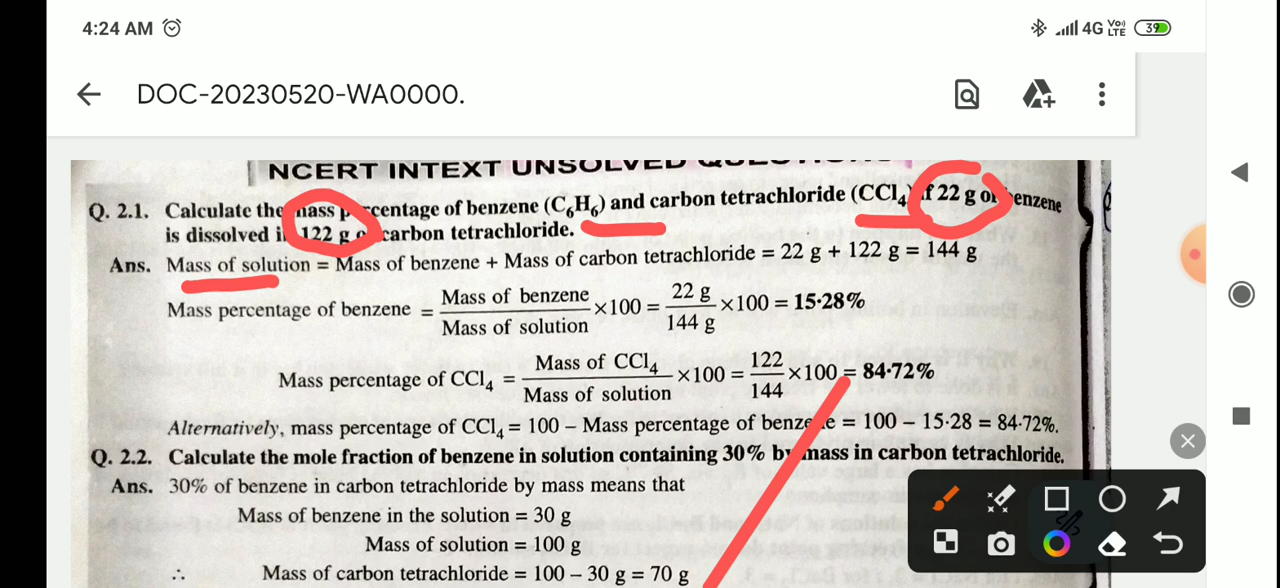 4:24 AM
4G Vo)) LTE 39
DOC-20230520-WA0000.
NCERT INTEXT UNSOLVED
Q. 2.1. Calculate the mass percentage of benzene (C₆H₆) and carbon tetrachloride (CCl₄) if 22 g of benzene
is dissolved in 122 g of carbon tetrachloride.
Ans. Mass of solution = Mass of benzene + Mass of carbon tetrachloride = 22 g + 122 g = 144 g
Mass percentage of benzene = Mass of benzene / Mass of solution ×100 = 22 g / 144 g ×100 = 15·28%
Mass percentage of CCl₄ = Mass of CCl₄ / Mass of solution ×100 = 122 / 144 ×100 = 84·72%
Alternatively, mass percentage of CCl₄ = 100 – Mass percentage of benzene = 100 – 15·28 = 84·72%.
Q. 2.2. Calculate the mole fraction of benzene in solution containing 30% by mass in carbon tetrachloride.
Ans. 30% of benzene in carbon tetrachloride by mass means that
Mass of benzene in the solution = 30 g
Mass of solution = 100 g
∴ Mass of carbon tetrachloride = 100 – 30 g = 70 g